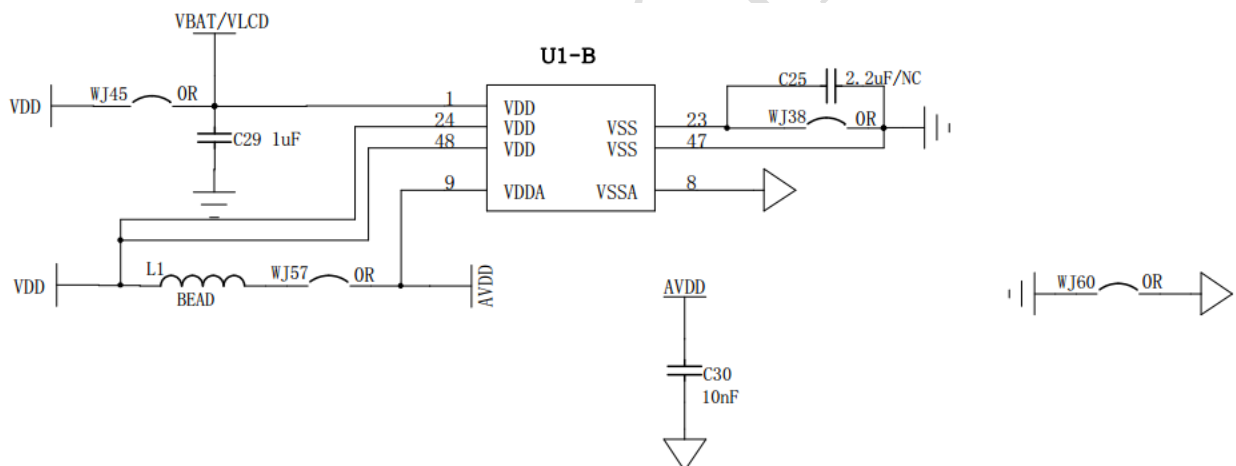 VBAT/VLCD
U1-B
VDD WJ45 0R
C29 1uF
1 VDD
24 VDD
48 VDD
9 VDDA
VSS 23
VSS 47
VSSA 8
C25 2.2uF/NC
WJ38 0R
VDD L1 BEAD WJ57 0R AVDD
AVDD
C30
10nF
WJ60 0R